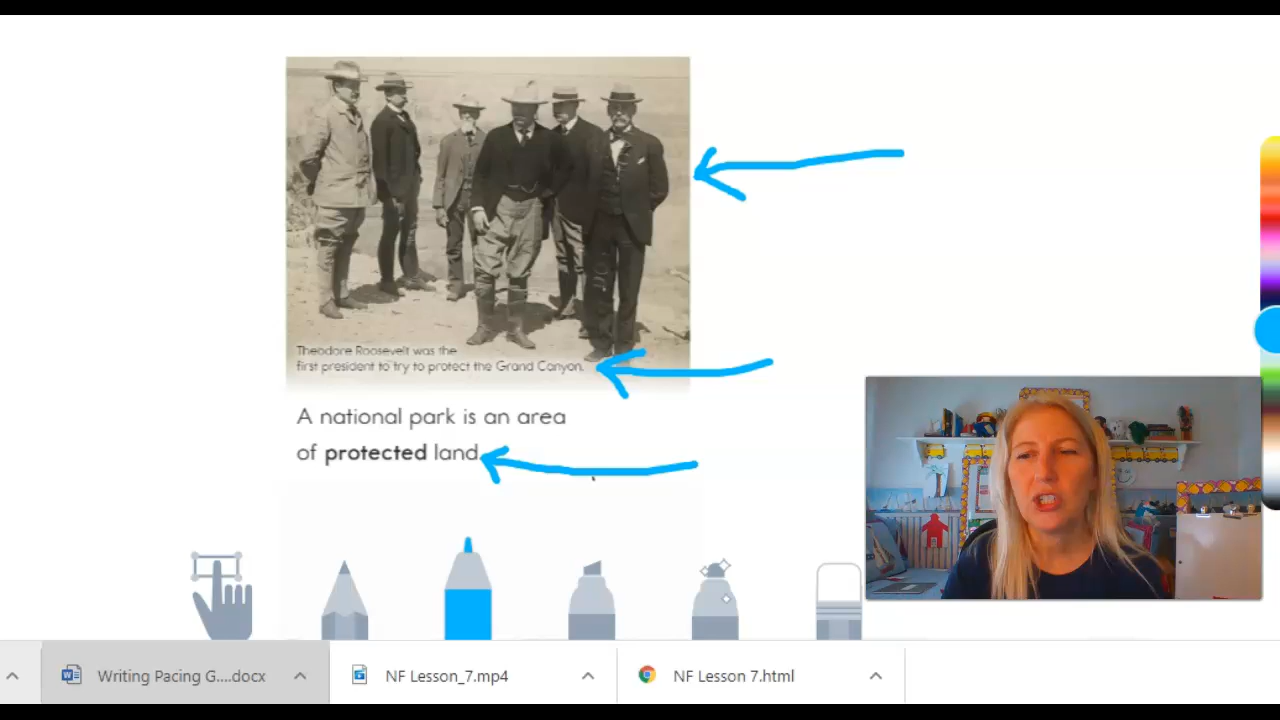 Theodore Roosevelt was the
first president to try to protect the Grand Canyon.
A national park is an area
of protected land.
Writing Pacing G....docx
NF Lesson_7.mp4
NF Lesson 7.html